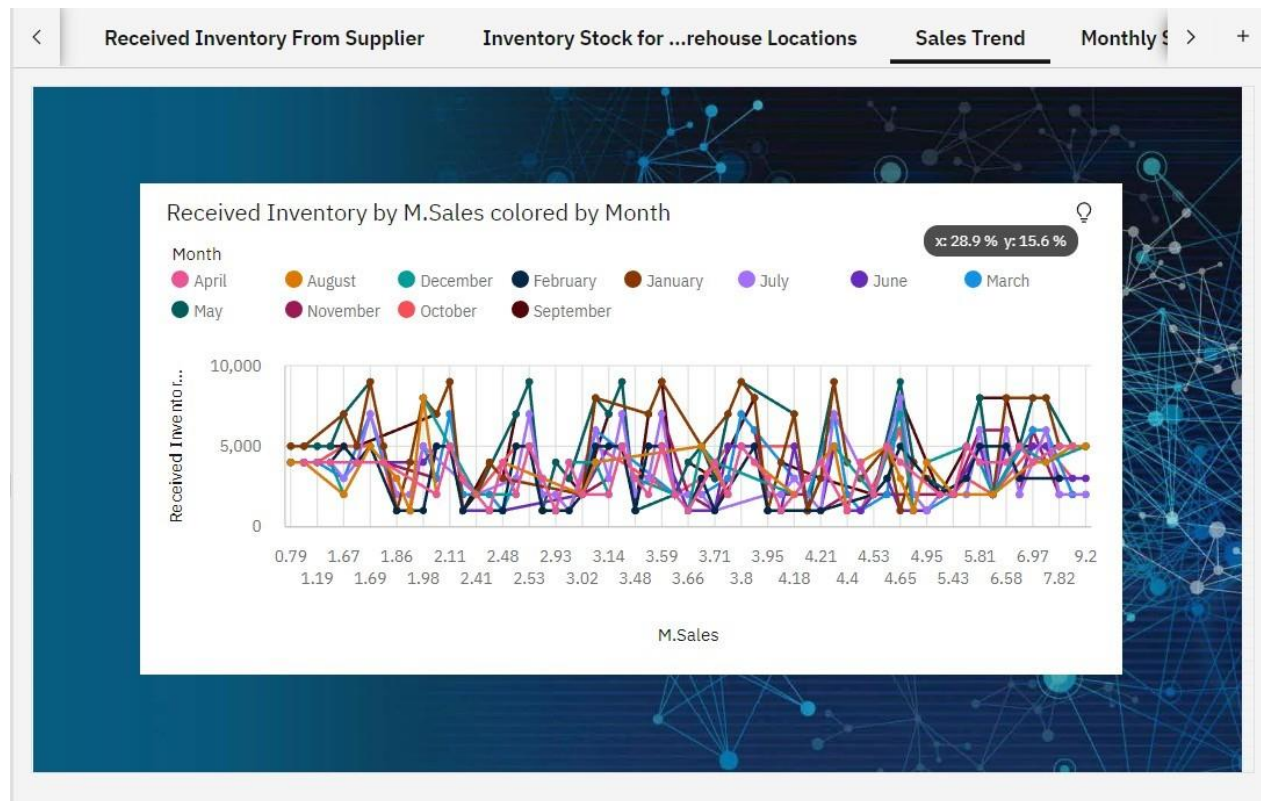 Received Inventory From Supplier Inventory Stock for ...rehouse Locations Sales Trend Monthly S
Received Inventory by M.Sales colored by Month
x: 28.9 % y: 15.6 %
Month
April August December February January July June March
May November October September
10,000
5,000
0
Received Inventor...
0.79 1.67 1.86 2.11 2.48 2.93 3.14 3.59 3.71 3.95 4.21 4.53 4.95 5.81 6.97 9.2
1.19 1.69 1.98 2.41 2.53 3.02 3.48 3.66 3.8 4.18 4.4 4.65 5.43 6.58 7.82
M.Sales